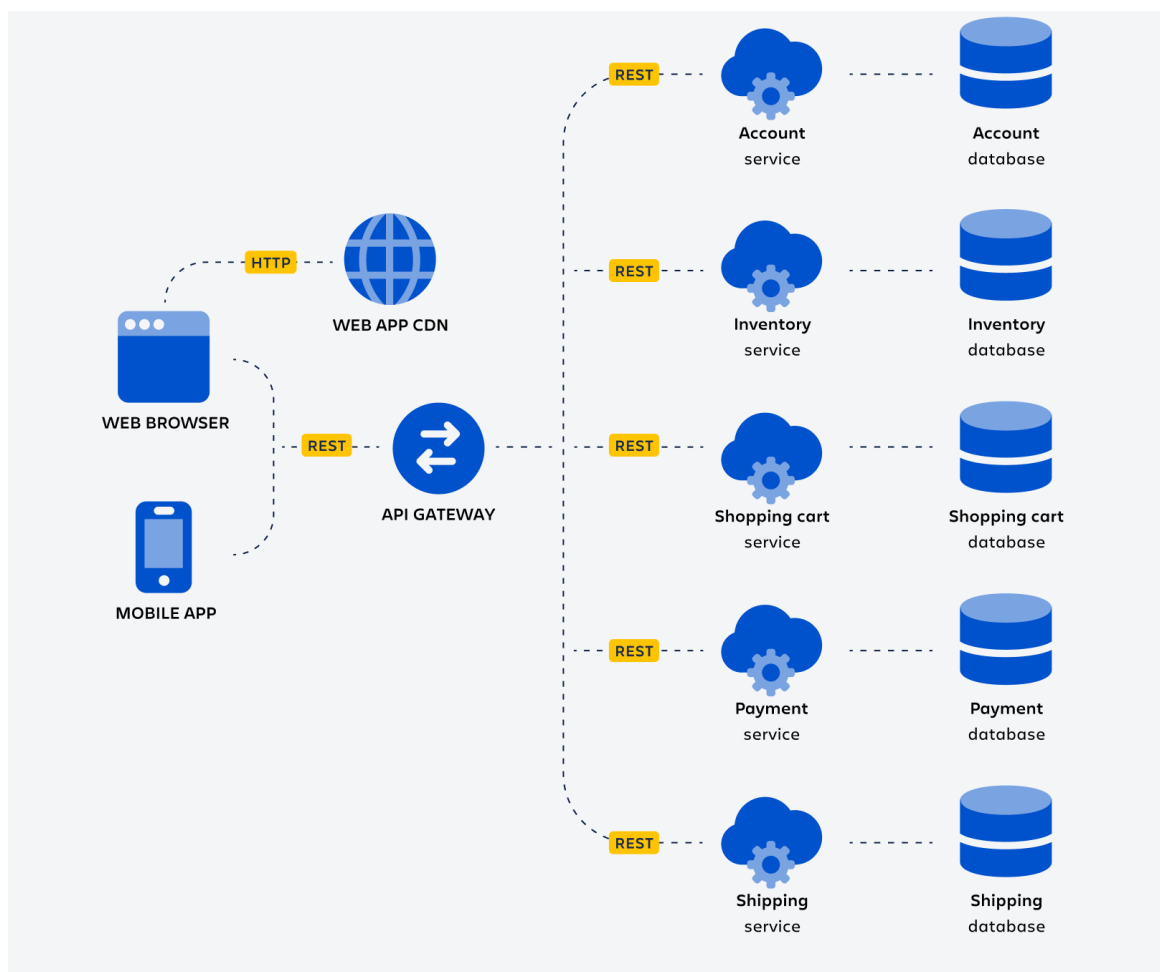 REST
Account
service
Account
database
HTTP
WEB APP CDN
REST
Inventory
service
Inventory
database
WEB BROWSER
REST
API GATEWAY
REST
Shopping cart
service
Shopping cart
database
MOBILE APP
REST
Payment
service
Payment
database
REST
Shipping
service
Shipping
database